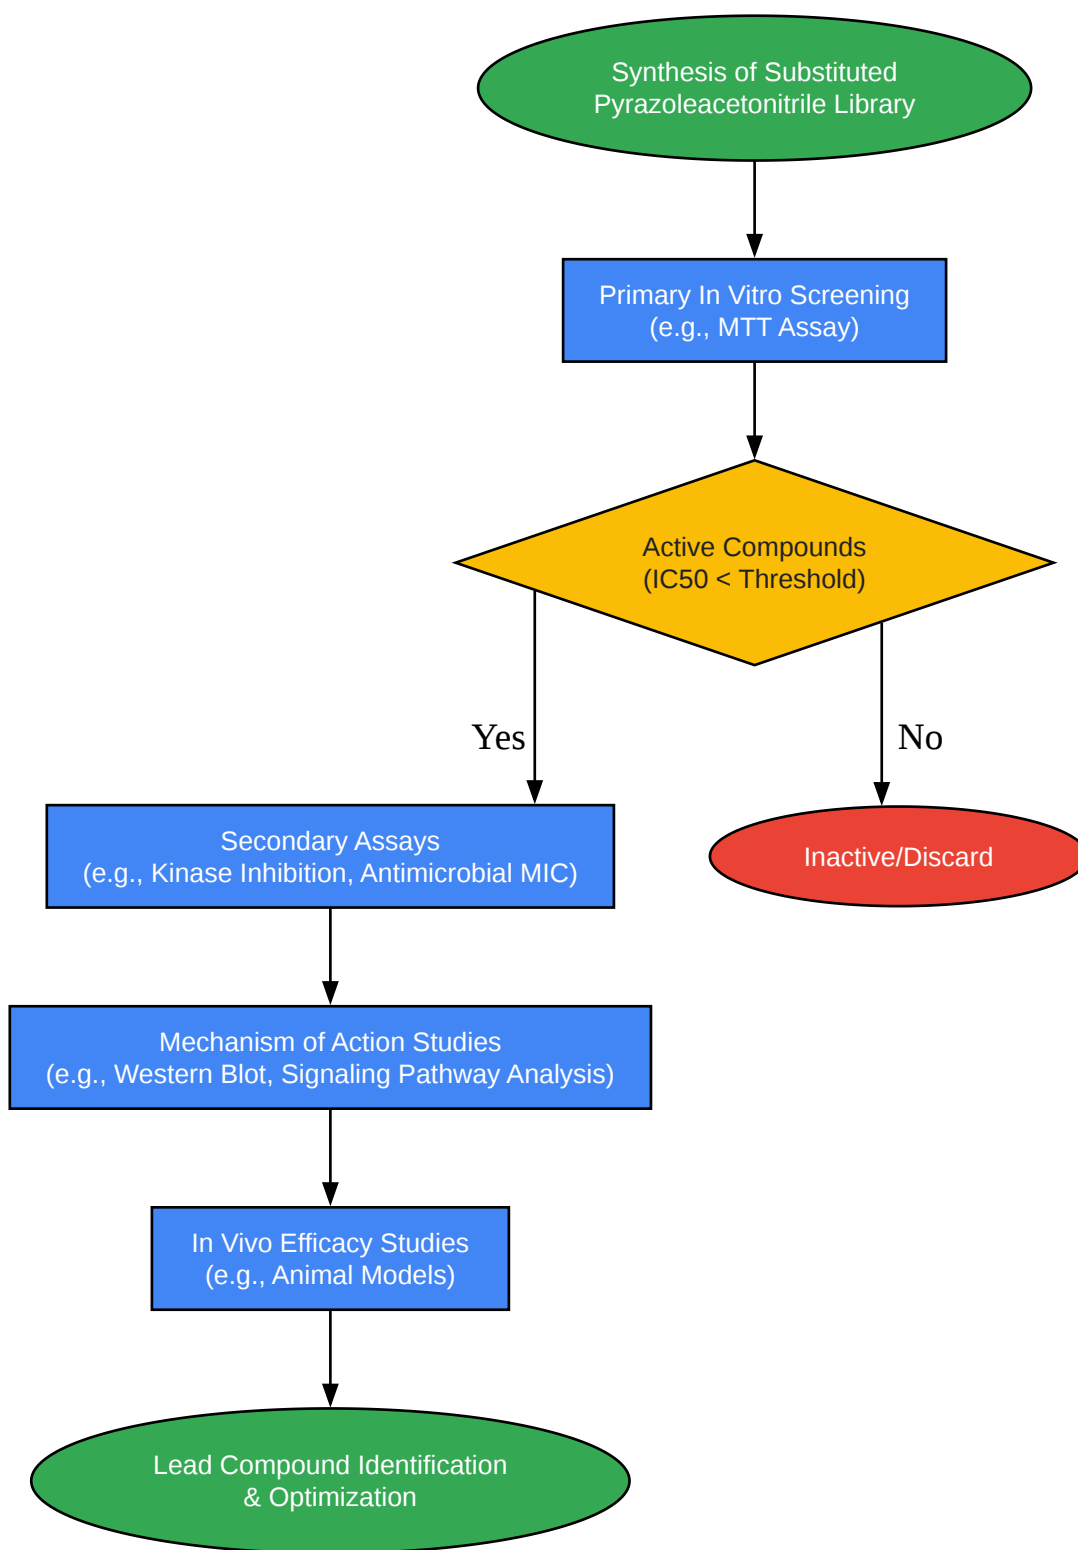 Synthesis of Substituted
Pyrazoleacetonitrile Library
Primary In Vitro Screening
(e.g., MTT Assay)
Active Compounds
(IC50 < Threshold)
Yes
No
Secondary Assays
(e.g., Kinase Inhibition, Antimicrobial MIC)
Inactive/Discard
Mechanism of Action Studies
(e.g., Western Blot, Signaling Pathway Analysis)
In Vivo Efficacy Studies
(e.g., Animal Models)
Lead Compound Identification
& Optimization